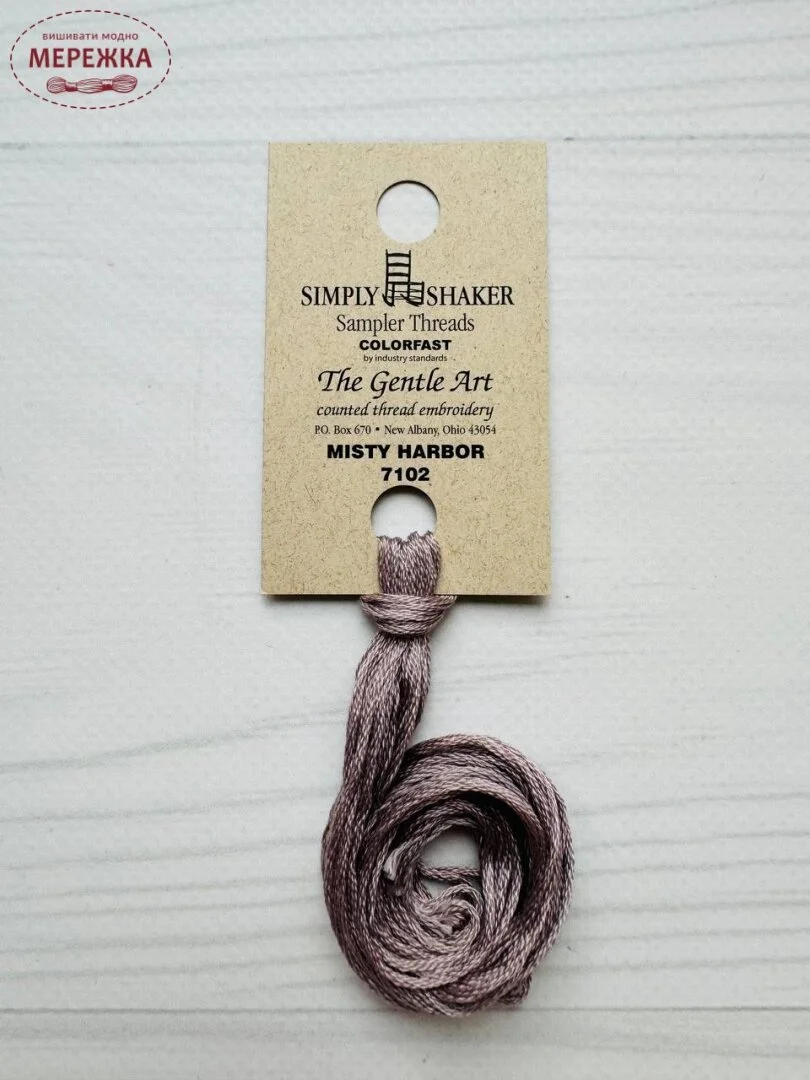 вишивати модно
МЕРЕЖКА
SIMPLY SHAKER
Sampler Threads
COLORFAST
by industry standards
The Gentle Art
counted thread embroidery
P.O. Box 670 • New Albany, Ohio 43054
MISTY HARBOR
7102